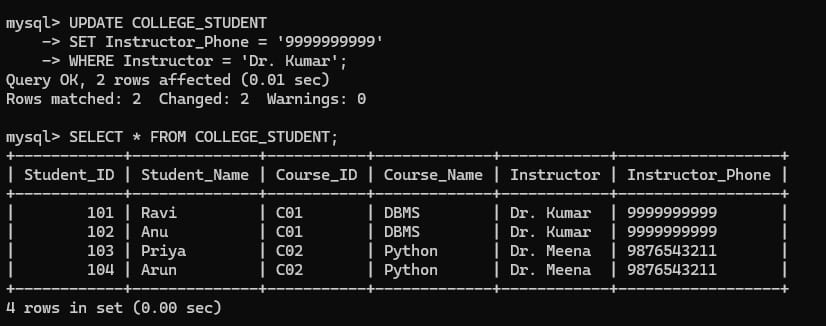 mysql> UPDATE COLLEGE_STUDENT
    -> SET Instructor_Phone = '9999999999'
    -> WHERE Instructor = 'Dr. Kumar';
Query OK, 2 rows affected (0.01 sec)
Rows matched: 2  Changed: 2  Warnings: 0
mysql> SELECT * FROM COLLEGE_STUDENT;
+------------+--------------+-----------+-------------+------------+------------------+
| Student_ID | Student_Name | Course_ID | Course_Name | Instructor | Instructor_Phone |
+------------+--------------+-----------+-------------+------------+------------------+
|        101 | Ravi         | C01       | DBMS        | Dr. Kumar  | 9999999999       |
|        102 | Anu          | C01       | DBMS        | Dr. Kumar  | 9999999999       |
|        103 | Priya        | C02       | Python      | Dr. Meena  | 9876543211       |
|        104 | Arun         | C02       | Python      | Dr. Meena  | 9876543211       |
+------------+--------------+-----------+-------------+------------+------------------+
4 rows in set (0.00 sec)